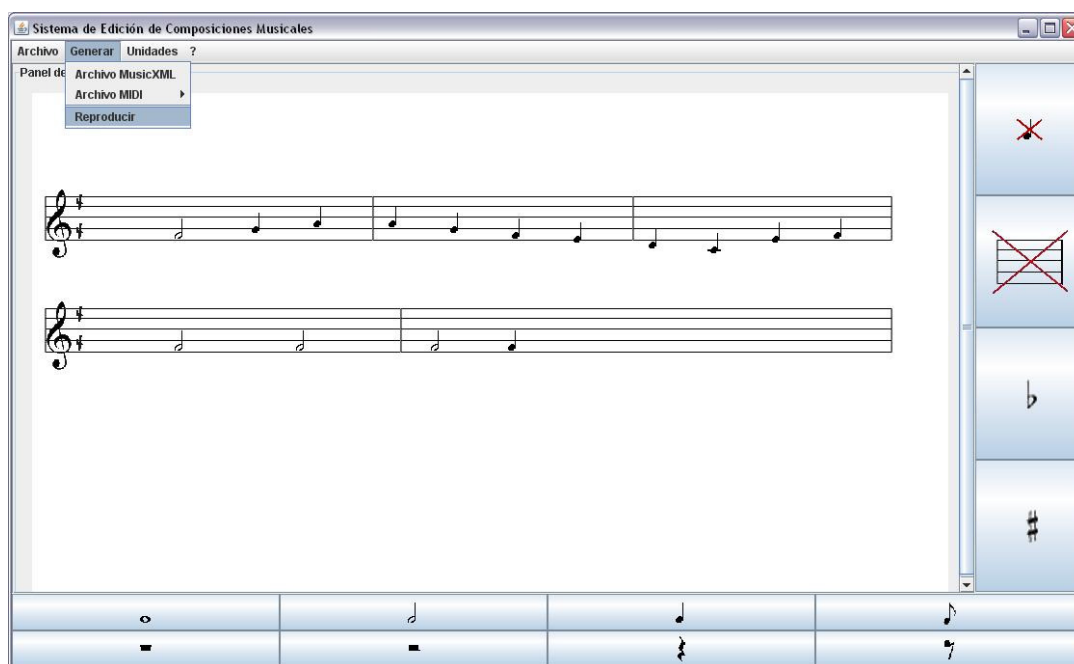 Sistema de Edición de Composiciones Musicales
Archivo Generar Unidades ?
Panel de
Archivo MusicXML
Archivo MIDI
Reproducir